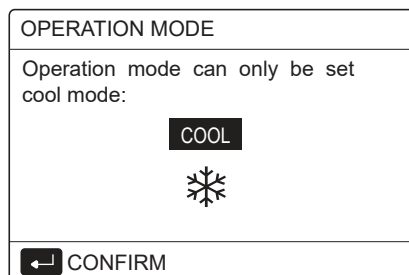 OPERATION MODE
Operation mode can only be set
cool mode:
COOL
CONFIRM